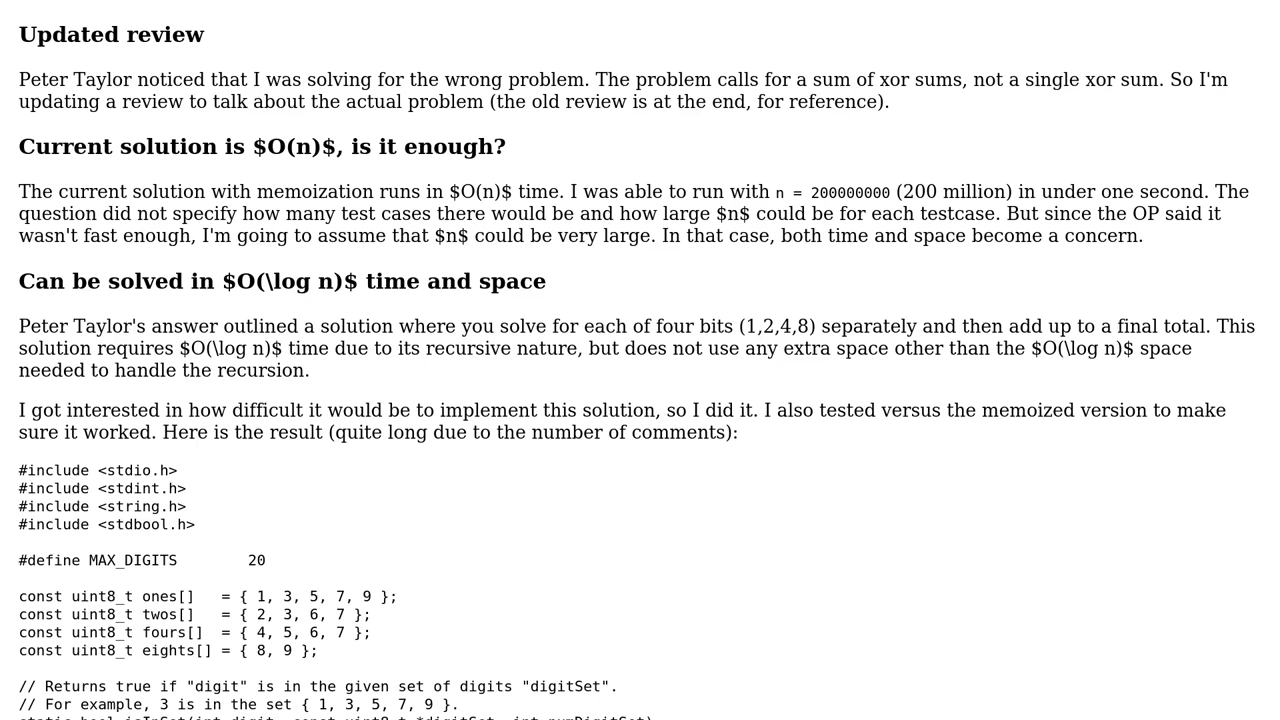 Updated review
Peter Taylor noticed that I was solving for the wrong problem. The problem calls for a sum of xor sums, not a single xor sum. So I'm
updating a review to talk about the actual problem (the old review is at the end, for reference).
Current solution is $O(n)$, is it enough?
The current solution with memoization runs in $O(n)$ time. I was able to run with n = 200000000 (200 million) in under one second. The
question did not specify how many test cases there would be and how large $n$ could be for each testcase. But since the OP said it
wasn't fast enough, I'm going to assume that $n$ could be very large. In that case, both time and space become a concern.
Can be solved in $O(\log n)$ time and space
Peter Taylor's answer outlined a solution where you solve for each of four bits (1,2,4,8) separately and then add up to a final total. This
solution requires $O(\log n)$ time due to its recursive nature, but does not use any extra space other than the $O(\log n)$ space
needed to handle the recursion.
I got interested in how difficult it would be to implement this solution, so I did it. I also tested versus the memoized version to make
sure it worked. Here is the result (quite long due to the number of comments):
#include <stdio.h>
#include <stdint.h>
#include <string.h>
#include <stdbool.h>
#define MAX_DIGITS        20
const uint8_t ones[]   = { 1, 3, 5, 7, 9 };
const uint8_t twos[]   = { 2, 3, 6, 7 };
const uint8_t fours[]  = { 4, 5, 6, 7 };
const uint8_t eights[] = { 8, 9 };
// Returns true if "digit" is in the given set of digits "digitSet".
// For example, 3 is in the set { 1, 3, 5, 7, 9 }.
static bool isInSet(int digit, const uint8_t *digitSet, int numDigitSet)